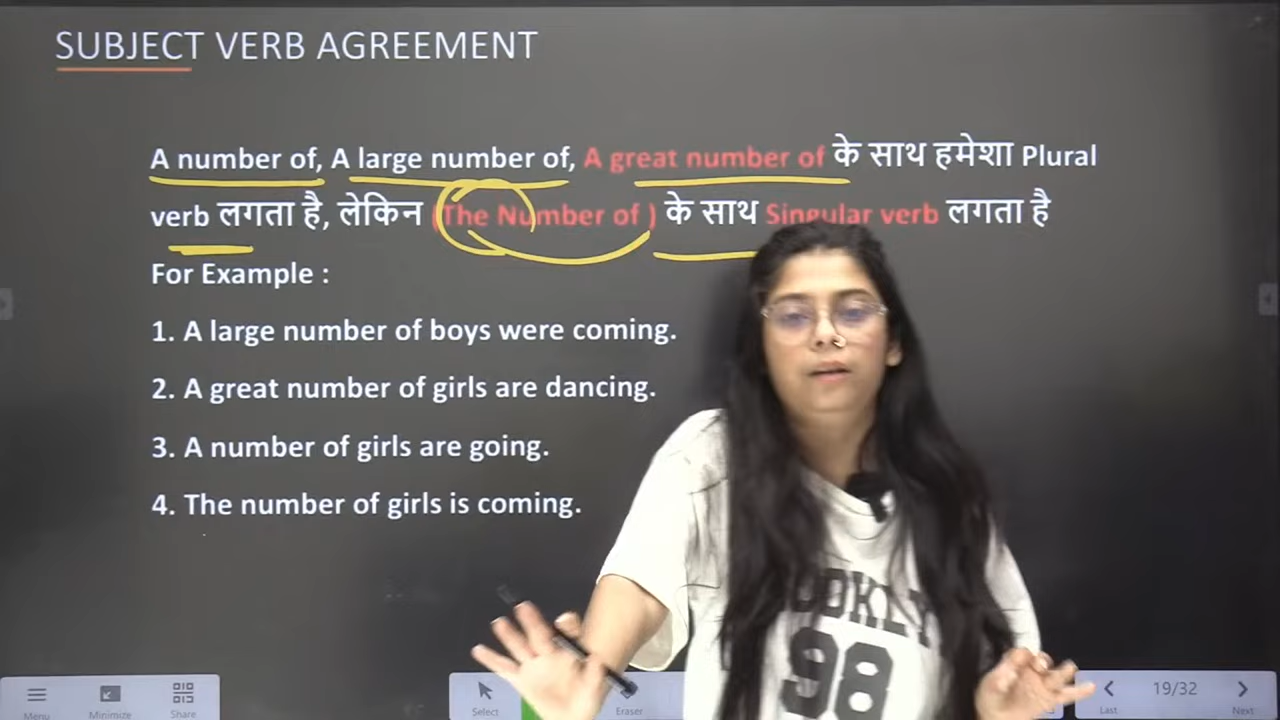 SUBJECT VERB AGREEMENT
A number of, A large number of, A great number of के साथ हमेशा Plural
verb लगता है, लेकिन (The Number of ) के साथ Singular verb लगता है
For Example :
1. A large number of boys were coming.
2. A great number of girls are dancing.
3. A number of girls are going.
4. The number of girls is coming.
OOKLY
98
Menu Minimize Share Select Eraser Last 19/32 Next